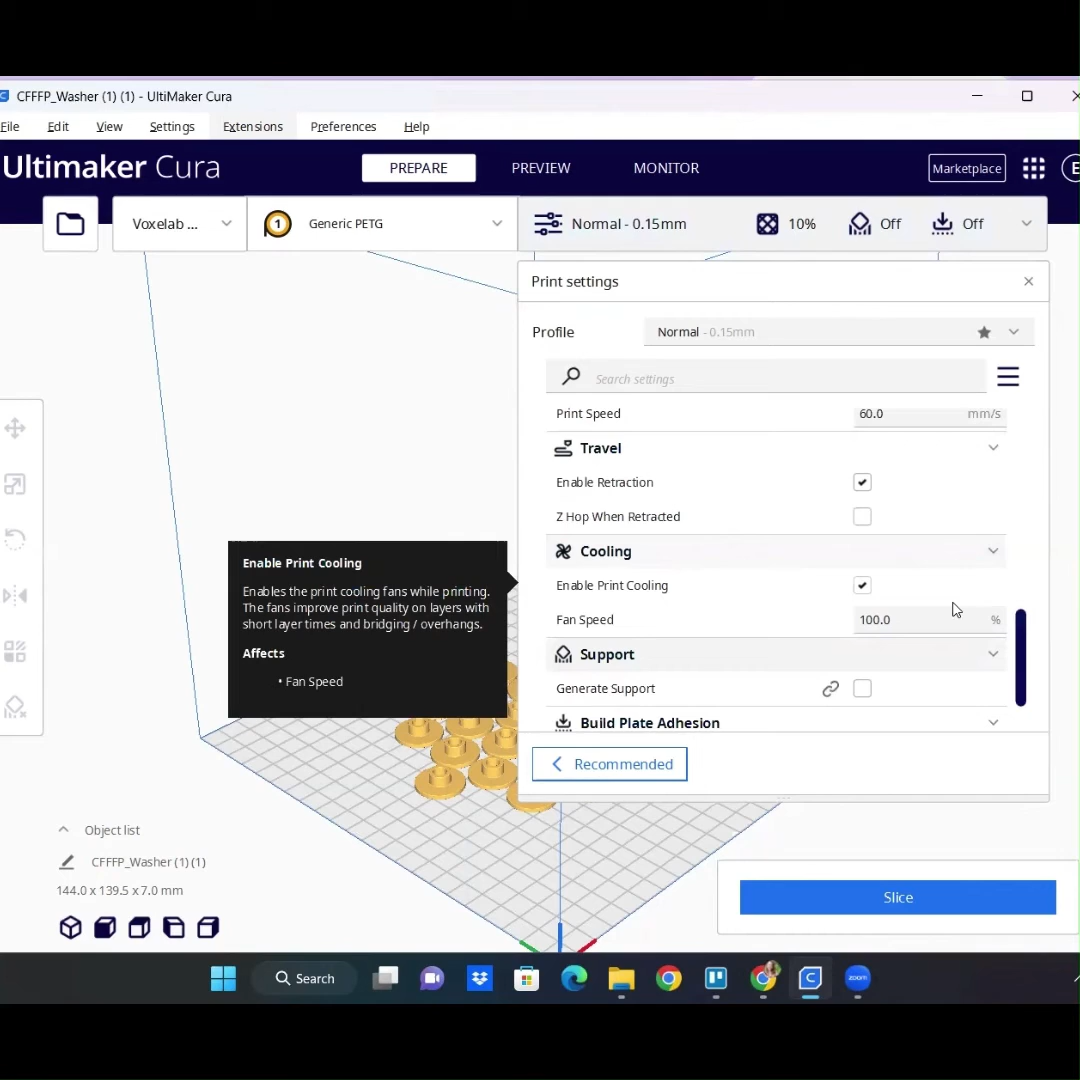 CFFFP_Washer (1) (1) - UltiMaker Cura
File Edit View Settings Extensions Preferences Help
Ultimaker Cura
PREPARE PREVIEW MONITOR
Marketplace
E
Voxelab ...
1 Generic PETG
Normal - 0.15mm 10% Off Off
Print settings
Profile Normal - 0.15mm
Search settings
Print Speed 60.0 mm/s
Travel
Enable Retraction
Z Hop When Retracted
Cooling
Enable Print Cooling
Fan Speed 100.0 %
Support
Generate Support
Build Plate Adhesion
Recommended
Enable Print Cooling
Enables the print cooling fans while printing.
The fans improve print quality on layers with
short layer times and bridging / overhangs.
Affects
• Fan Speed
Object list
CFFFP_Washer (1) (1)
144.0 x 139.5 x 7.0 mm
Slice
Search
zoom